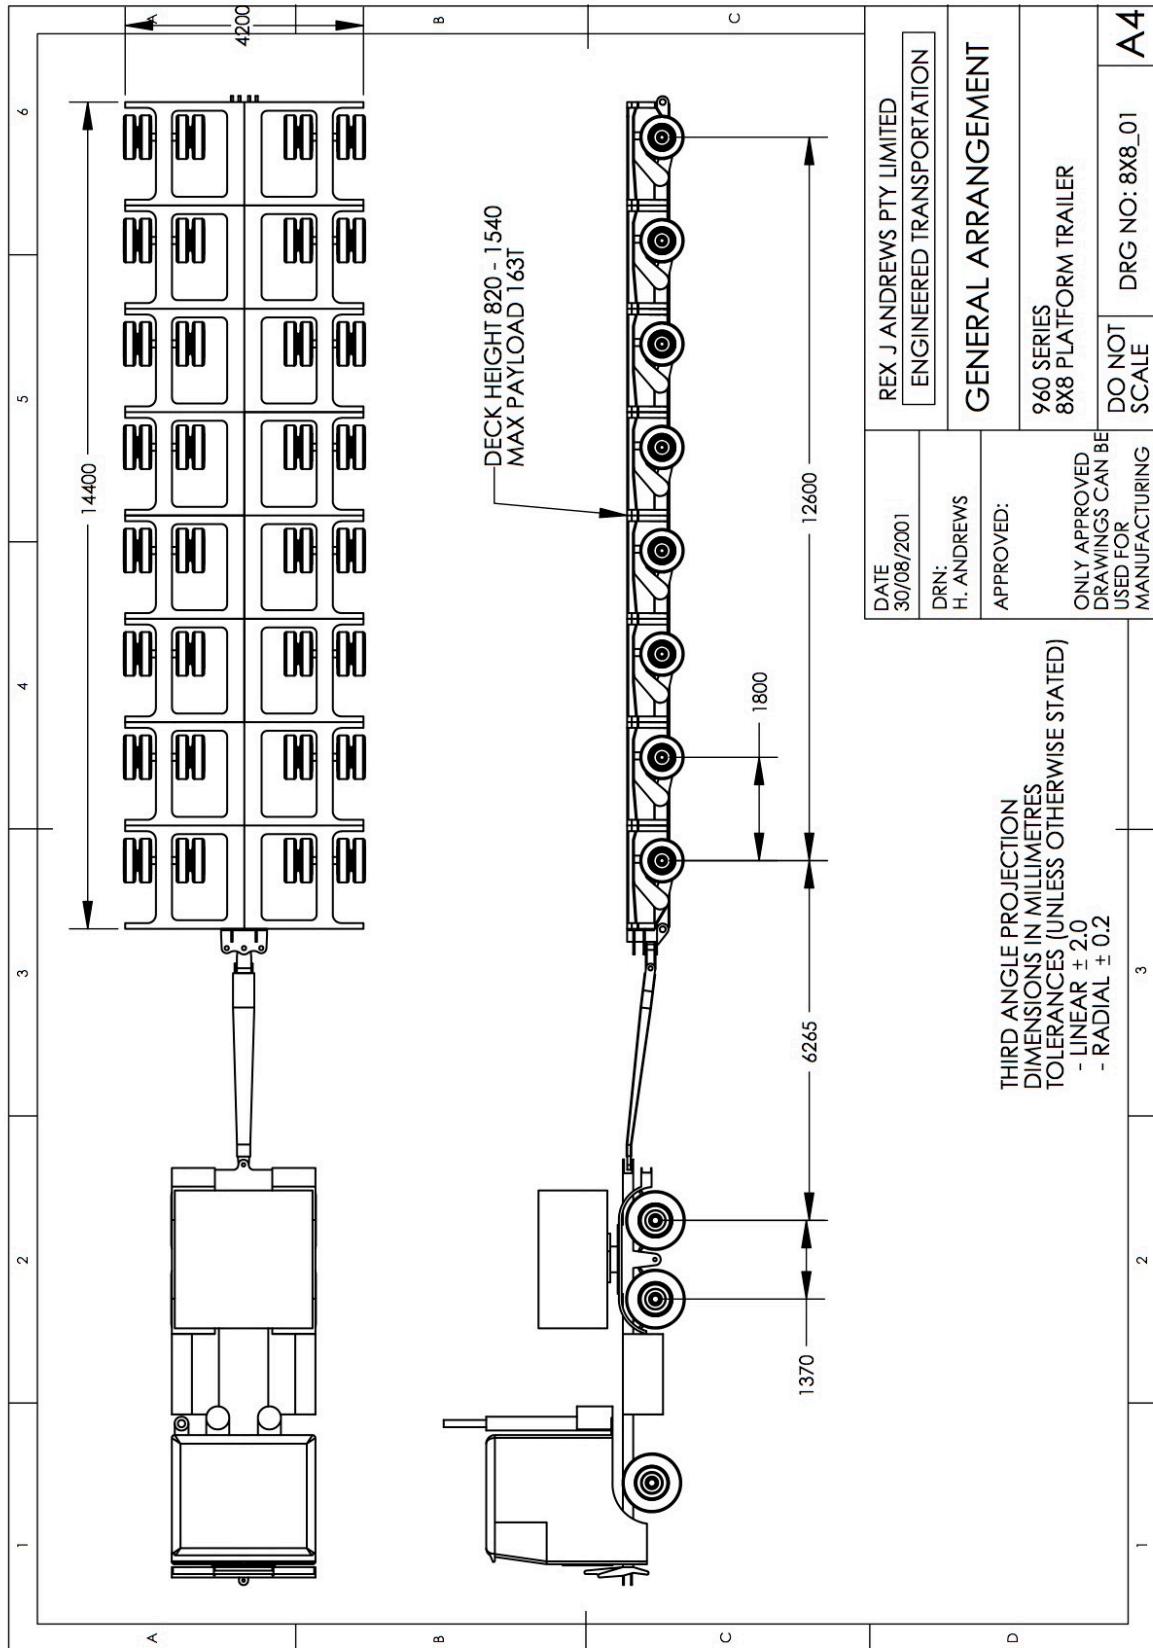 6
5
4
3
2
1
A
B
C
4200
14400
DECK HEIGHT 820 - 1540
MAX PAYLOAD 163T
12600
1800
6265
1370
THIRD ANGLE PROJECTION
DIMENSIONS IN MILLIMETRES
TOLERANCES (UNLESS OTHERWISE STATED)
- LINEAR ± 2.0
- RADIAL ± 0.2
DATE
30/08/2001
DRN:
H. ANDREWS
APPROVED:
ONLY APPROVED
DRAWINGS CAN BE
USED FOR
MANUFACTURING
REX J ANDREWS PTY LIMITED
ENGINEERED TRANSPORTATION
GENERAL ARRANGEMENT
960 SERIES
8X8 PLATFORM TRAILER
DO NOT
SCALE
DRG NO: 8X8_01
A4
A
B
C
D
1
2
3